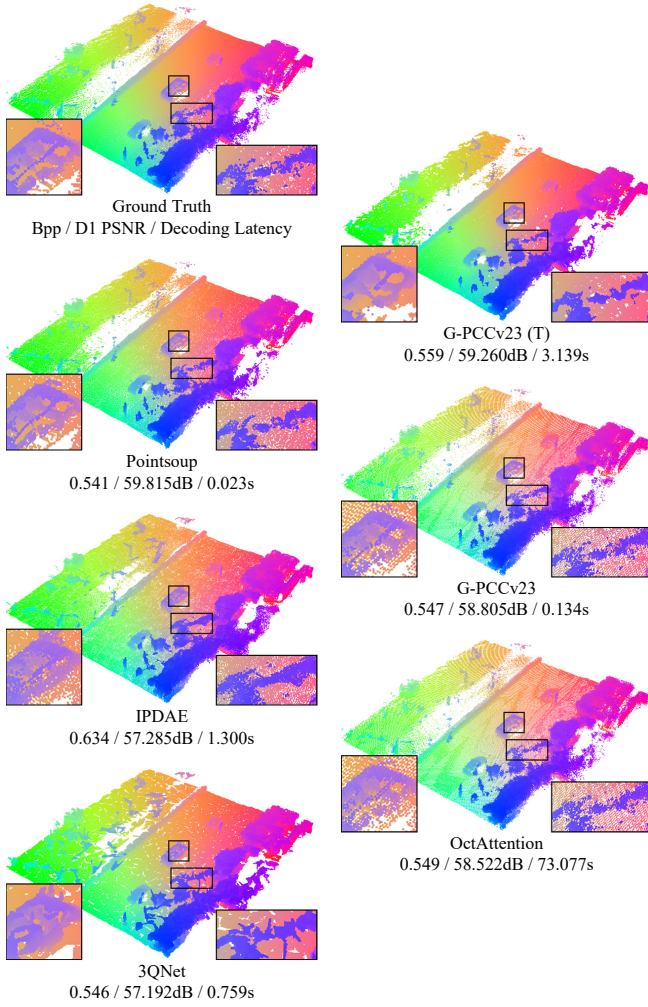 Ground Truth
Bpp / D1 PSNR / Decoding Latency
G-PCCv23 (T)
0.559 / 59.260dB / 3.139s
Pointsoup
0.541 / 59.815dB / 0.023s
G-PCCv23
0.547 / 58.805dB / 0.134s
IPDAE
0.634 / 57.285dB / 1.300s
OctAttention
0.549 / 58.522dB / 73.077s
3QNet
0.546 / 57.192dB / 0.759s